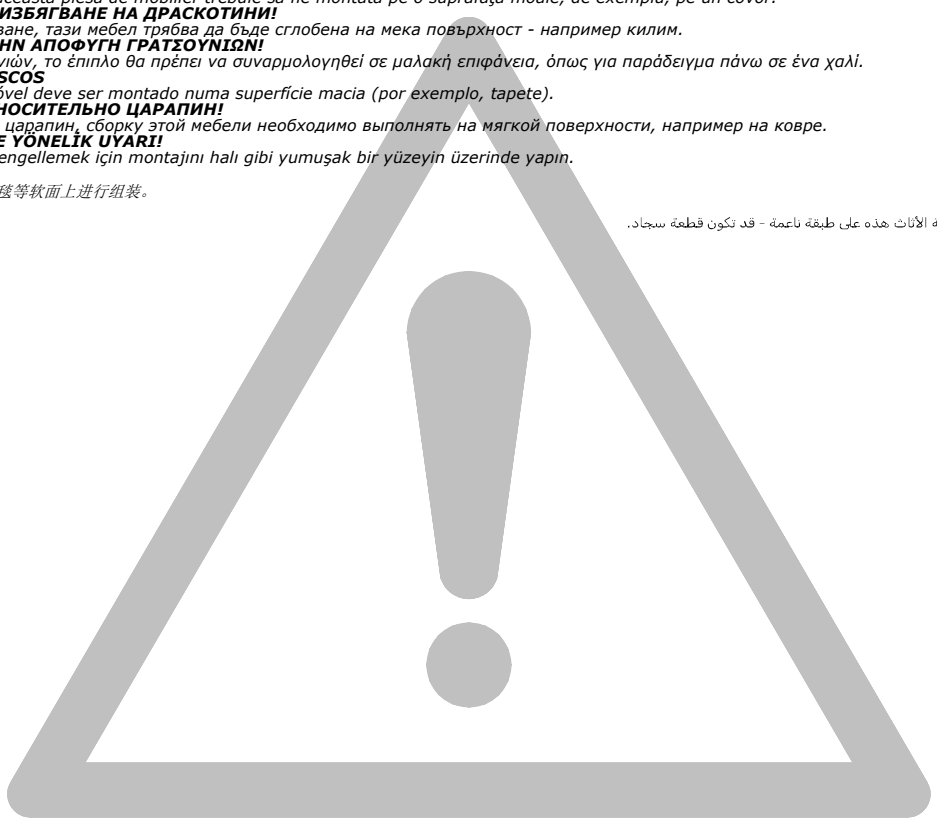 această piesă de mobilier trebuie să fie montată pe o suprafaţă moale, de exemplu, pe un covor.
ИЗБЯГВАНЕ НА ДРАСКОТИНИ!
ване, тази мебел трябва да бъде сглобена на мека повърхност - например килим.
ΗΝ ΑΠΟΦΥΓΗ ΓΡΑΤΣΟΥΝΙΩΝ!
νιών, το έπιπλο θα πρέπει να συναρμολογηθεί σε μαλακή επιφάνεια, όπως για παράδειγμα πάνω σε ένα χαλί.
SCOS
óvel deve ser montado numa superfície macia (por exemplo, tapete).
НОСИТЕЛЬНО ЦАРАПИН!
царапин, сборку этой мебели необходимо выполнять на мягкой поверхности, например на ковре.
E YÖNELİK UYARI!
engellemek için montajını halı gibi yumuşak bir yüzeyin üzerinde yapın.
毯等软面上进行组装。
ة الأثاث هذه على طبقة ناعمة - قد تكون قطعة سجاد.